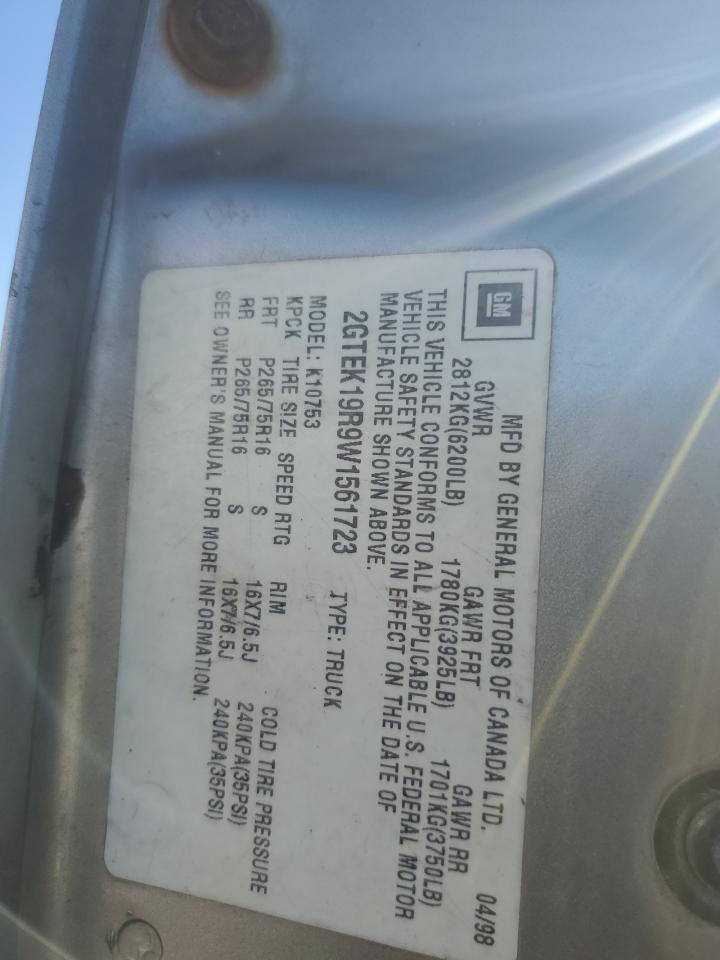 GM
MFD BY GENERAL MOTORS OF CANADA LTD. 04/98
GVWR GAWR FRT GAWR RR
2812KG(6200LB) 1780KG(3925LB) 1701KG(3750LB)
THIS VEHICLE CONFORMS TO ALL APPLICABLE U.S. FEDERAL MOTOR
VEHICLE SAFETY STANDARDS IN EFFECT ON THE DATE OF
MANUFACTURE SHOWN ABOVE.
2GTEK19R9W1561723 TYPE: TRUCK
MODEL: K10753
KPCK TIRE SIZE SPEED RTG RIM COLD TIRE PRESSURE
FRT P265/75R16 S 16X7/6.5J 240KPA(35PSI)
RR P265/75R16 S 16X7/6.5J 240KPA(35PSI)
SEE OWNER'S MANUAL FOR MORE INFORMATION.